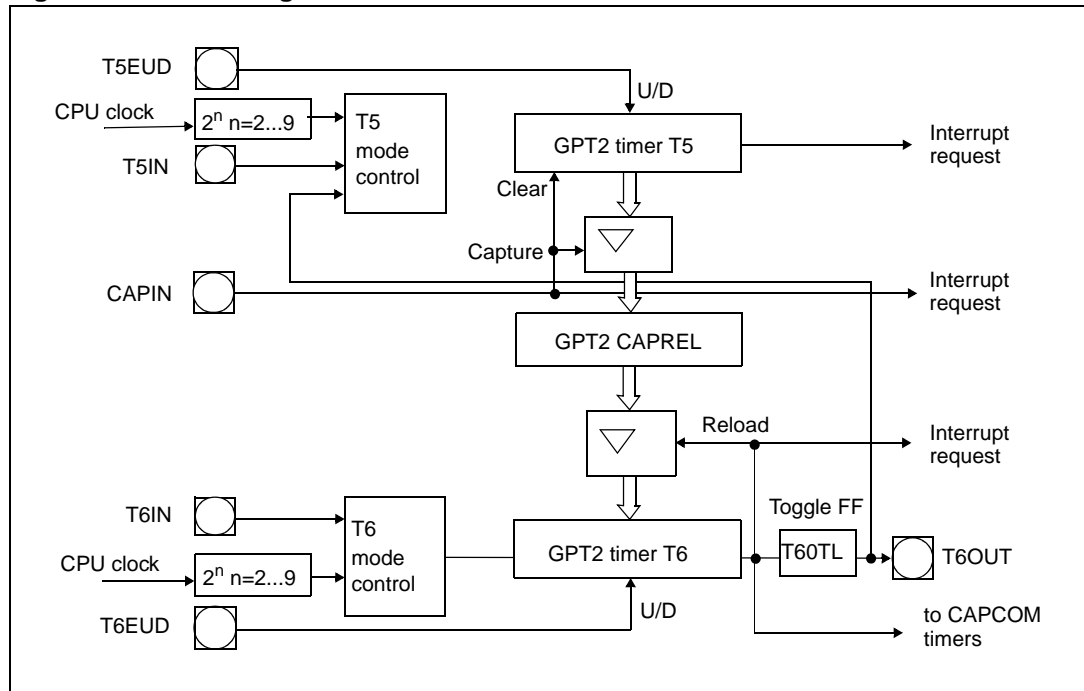 T5EUD
U/D
CPU clock
2^n n=2...9
T5
mode
control
GPT2 timer T5
Interrupt
request
T5IN
Clear
Capture
CAPIN
Interrupt
request
GPT2 CAPREL
Reload
Interrupt
request
T6IN
Toggle FF
T6
mode
control
GPT2 timer T6
T60TL
T6OUT
CPU clock
2^n n=2...9
T6EUD
U/D
to CAPCOM
timers